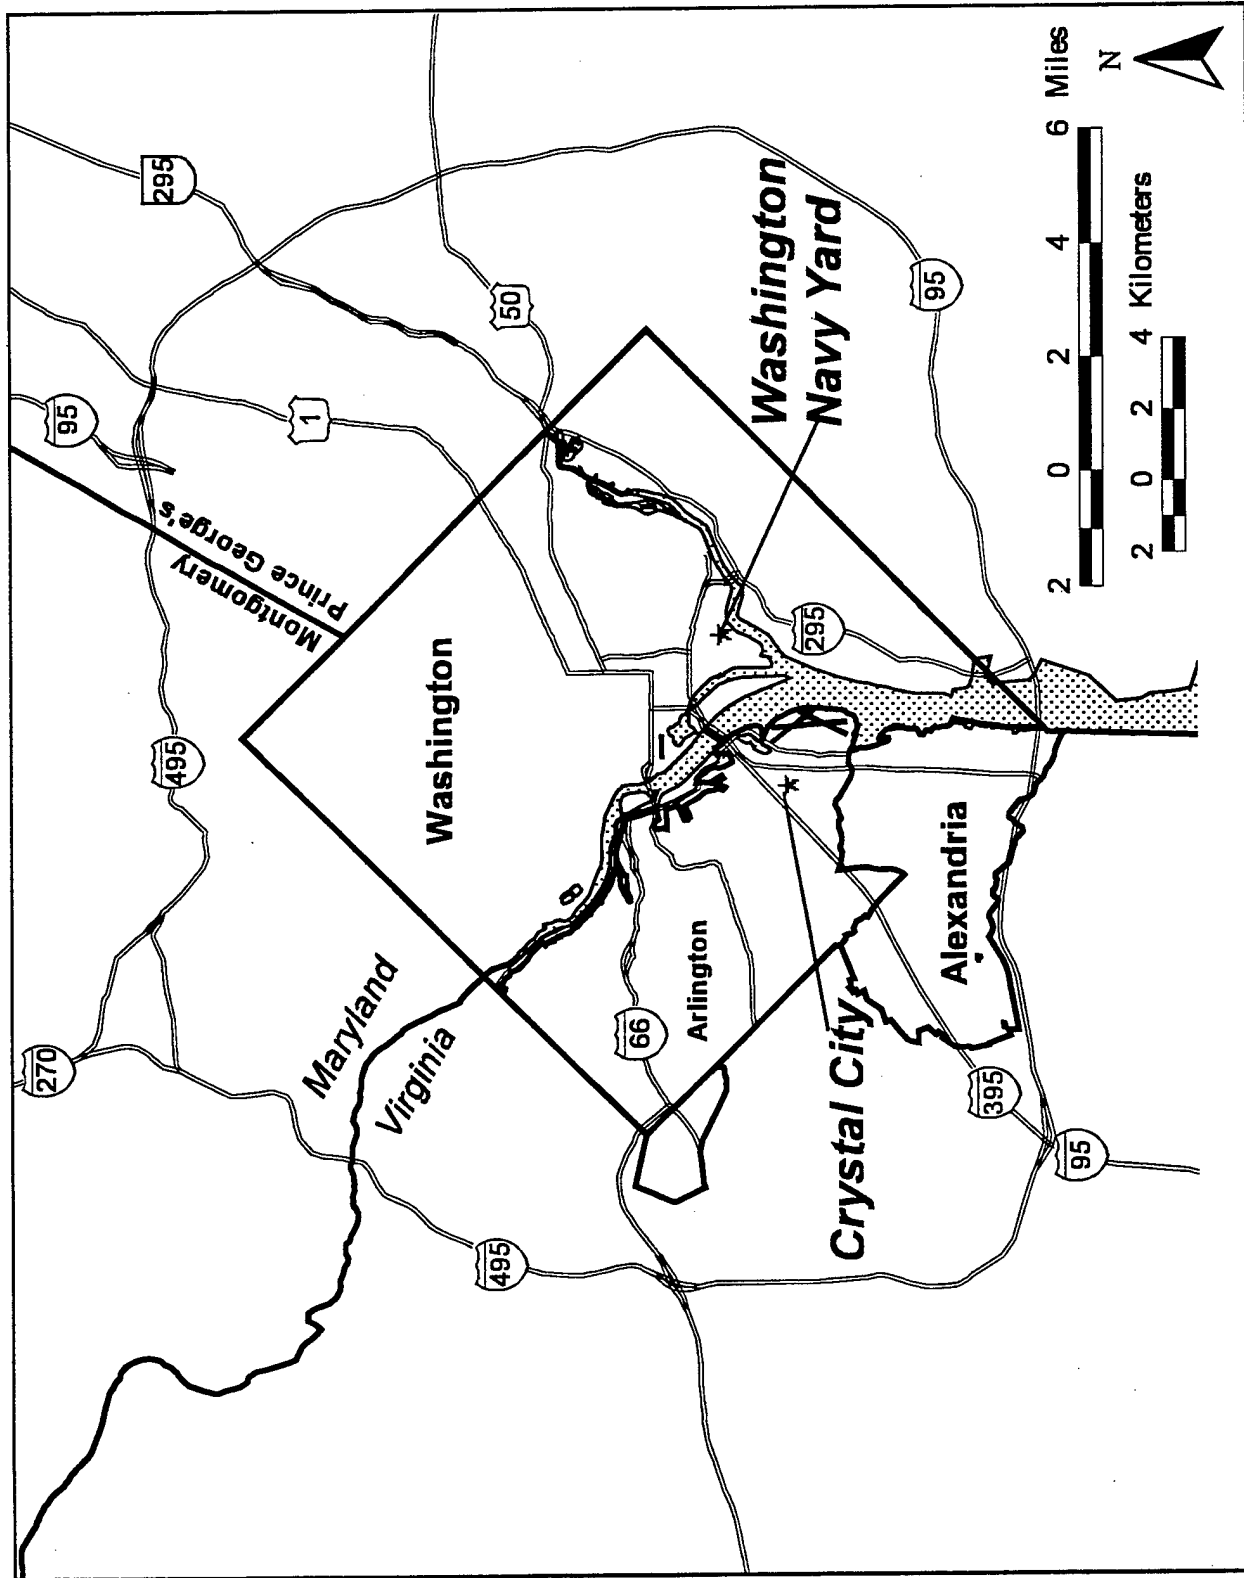 270
95
295
1
50
495
Montgomery
Prince George's
Washington
Maryland
Virginia
495
66
Arlington
Washington
Navy Yard
295
95
Crystal City
Alexandria
395
95
2 0 2 4 6 Miles
2 0 2 4 Kilometers
N